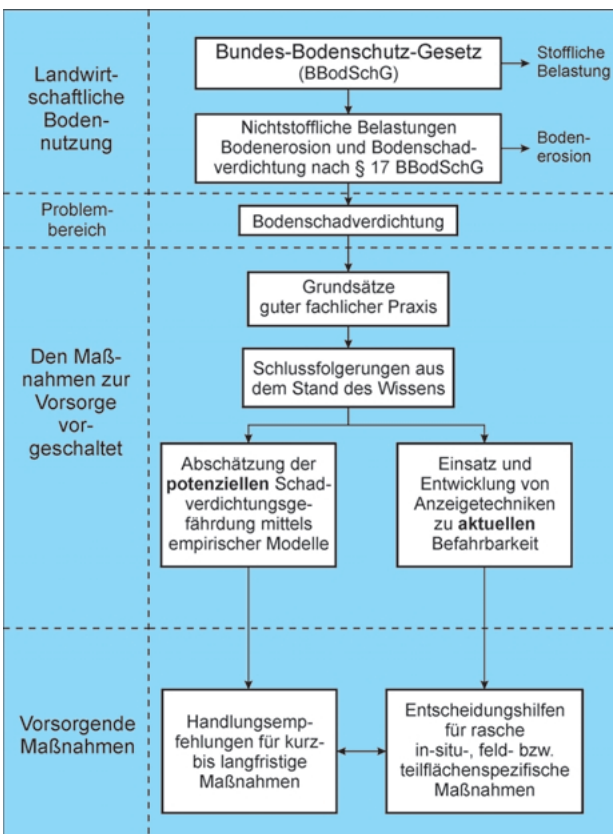 Landwirt-
schaftliche
Boden-
nutzung
Bundes-Bodenschutz-Gesetz
(BBodSchG)
Stoffliche
Belastung
Nichtstoffliche Belastungen
Bodenerosion und Bodenschad-
verdichtung nach § 17 BBodSchG
Boden-
erosion
Problem-
bereich
Bodenschadverdichtung
Den Maß-
nahmen zur
Vorsorge
vor-
geschaltet
Grundsätze
guter fachlicher Praxis
Schlussfolgerungen aus
dem Stand des Wissens
Abschätzung der
potenziellen Schad-
verdichtungsge-
fährdung mittels
empirischer Modelle
Einsatz und
Entwicklung von
Anzeigetechniken
zu aktuellen
Befahrbarkeit
Vorsorgende
Maßnahmen
Handlungsemp-
fehlungen für kurz-
bis langfristige
Maßnahmen
Entscheidungshilfen
für rasche
in-situ-, feld- bzw.
teilflächenspezifische
Maßnahmen